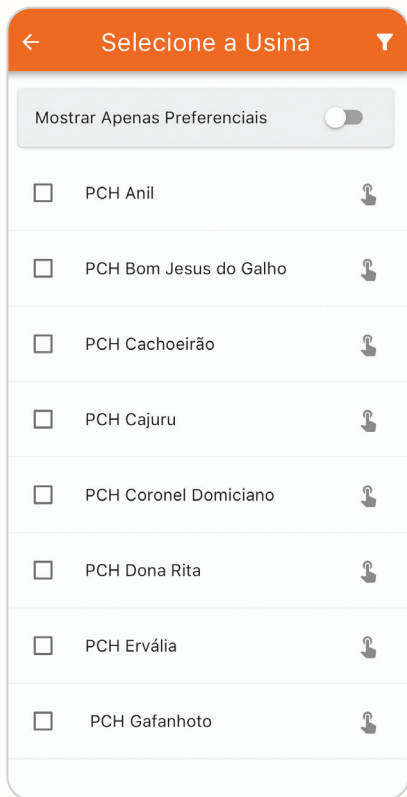 Selecione a Usina
Mostrar Apenas Preferenciais
PCH Anil
PCH Bom Jesus do Galho
PCH Cachoeirão
PCH Cajuru
PCH Coronel Domiciano
PCH Dona Rita
PCH Ervália
PCH Gafanhoto